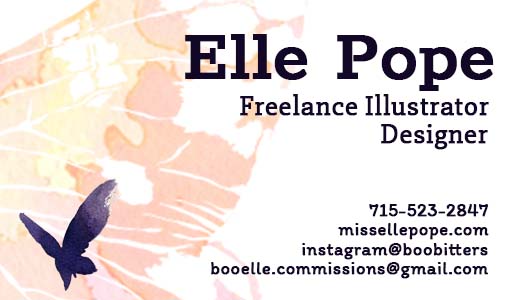 Elle Pope
Freelance Illustrator
Designer
715-523-2847
missellepope.com
instagram@boobitters
booelle.commissions@gmail.com